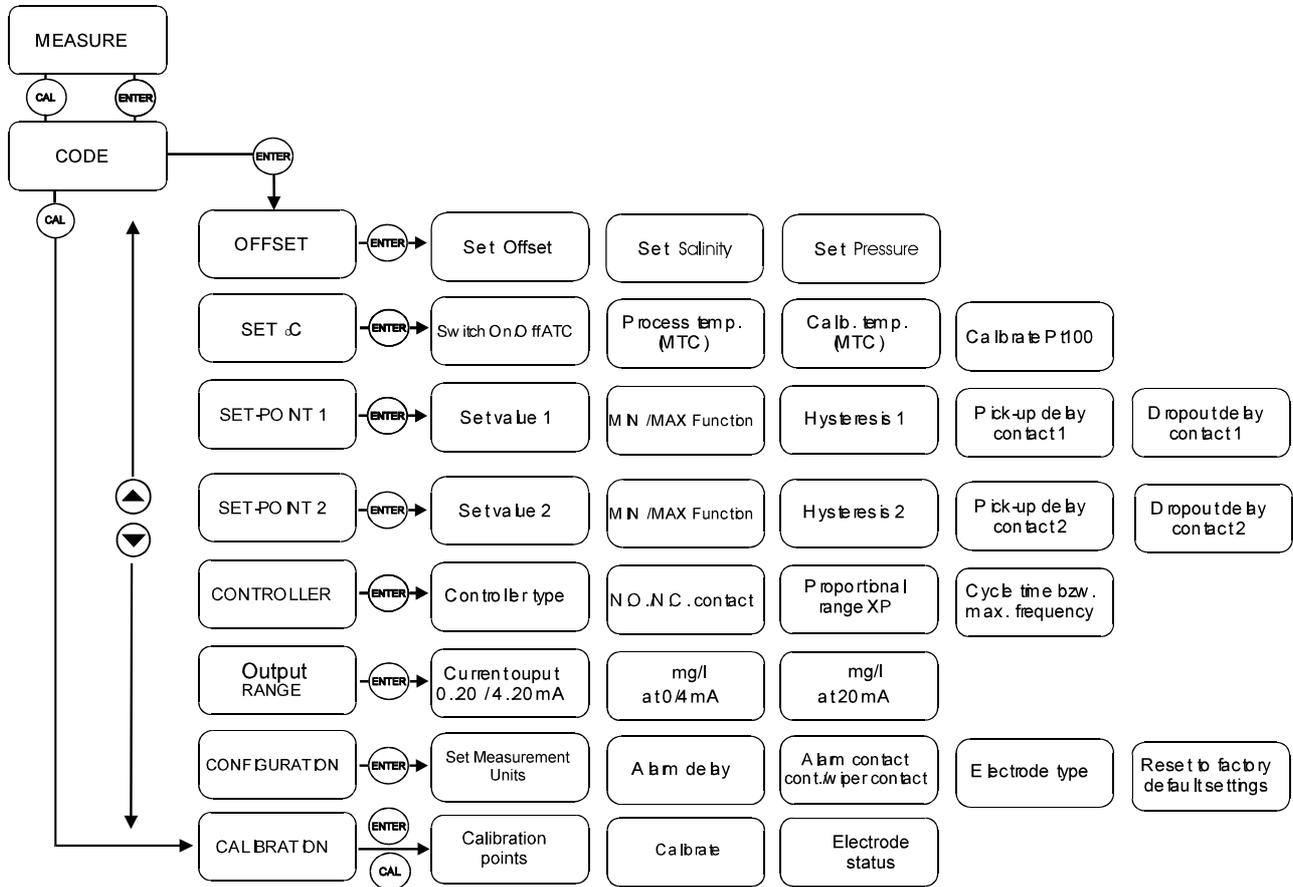 MEASURE
CAL
ENTER
CODE
ENTER
CAL
OFFSET
ENTER
Set Offset
Set Salinity
Set Pressure
SET °C
ENTER
Switch On/Off ATC
Process temp.
(MTC)
Calib. temp.
(MTC)
Calibrate Pt100
SET-POINT 1
ENTER
Set value 1
MIN /MAX Function
Hysteresis 1
Pick-up delay
contact 1
Dropout delay
contact 1
SET-POINT 2
ENTER
Set value 2
MIN /MAX Function
Hysteresis 2
Pick-up delay
contact 2
Dropout delay
contact 2
CONTROLLER
ENTER
Controller type
N.O./N.C. contact
Proportional
range XP
Cycle time bzw.
max. frequency
Output
RANGE
ENTER
Current ouput
0..20 / 4..20 mA
mg/l
at 0/4 mA
mg/l
at 20 mA
CONFIGURATION
ENTER
Set Measurement
Units
Alarm delay
Alarm contact
cont./wiper contact
Electrode type
Reset to factory
default settings
CALIBRATION
ENTER
CAL
Calibration
points
Calibrate
Electrode
status